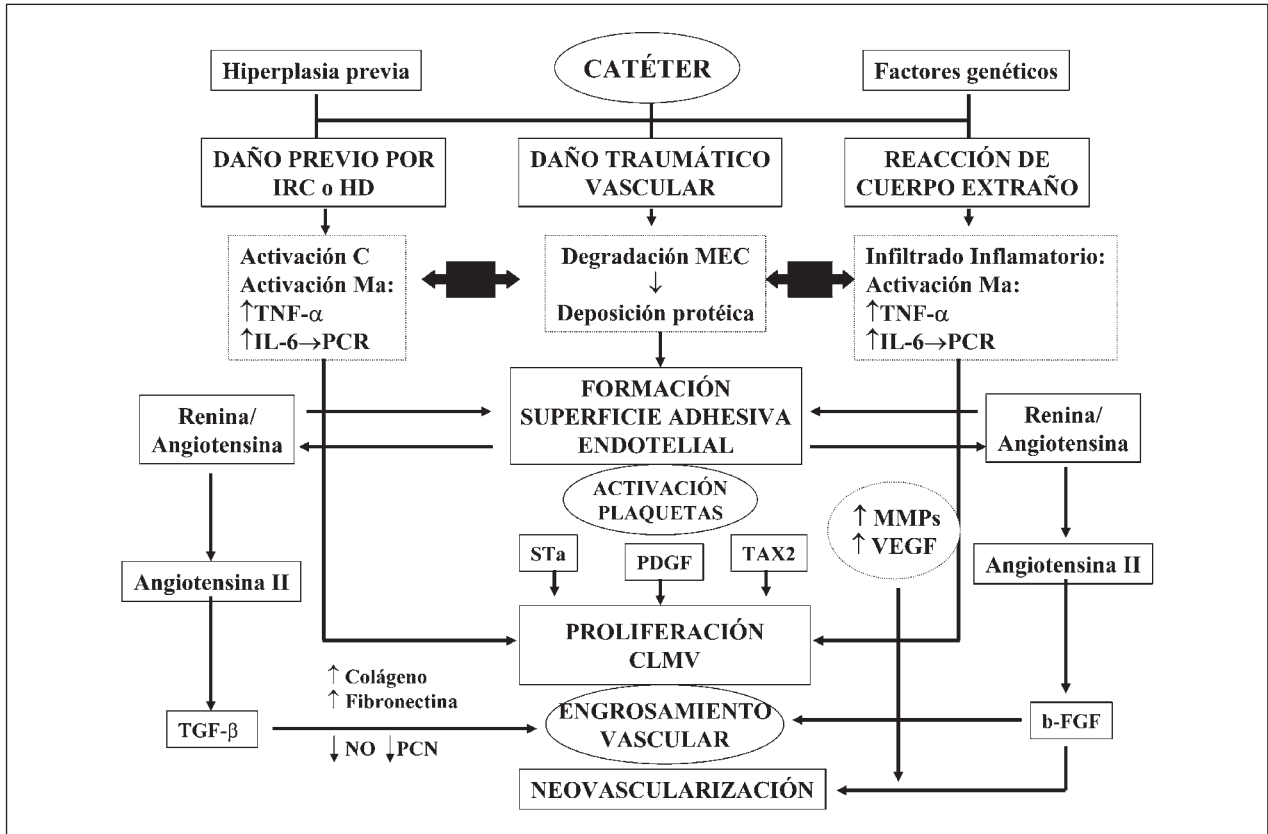 Hiperplasia previa
CATÉTER
Factores genéticos
DAÑO PREVIO POR
IRC o HD
DAÑO TRAUMÁTICO
VASCULAR
REACCIÓN DE
CUERPO EXTRAÑO
Activación C
Activación Ma:
↑TNF-α
↑IL-6→PCR
Degradación MEC
↓
Deposición protéica
Infiltrado Inflamatorio:
Activación Ma:
↑TNF-α
↑IL-6→PCR
Renina/
Angiotensina
FORMACIÓN
SUPERFICIE ADHESIVA
ENDOTELIAL
Renina/
Angiotensina
ACTIVACIÓN
PLAQUETAS
↑ MMPs
↑ VEGF
STa
PDGF
TAX2
Angiotensina II
Angiotensina II
PROLIFERACIÓN
CLMV
↑ Colágeno
↑ Fibronectina
TGF-β
↓ NO ↓PCN
ENGROSAMIENTO
VASCULAR
b-FGF
NEOVASCULARIZACIÓN